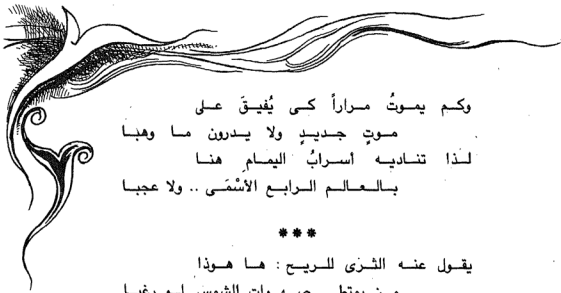 وكم يموتُ مراراً كى يُفيقَ على
موتٍ جديدٍ ولا يدرون ما وهبا
لذا تناديه أسرابُ اليمامِ هنا
بالعالم الرابع الأسْمَى .. ولا عجبا
***
يقول عنه الثرى للريح : ها هوذا